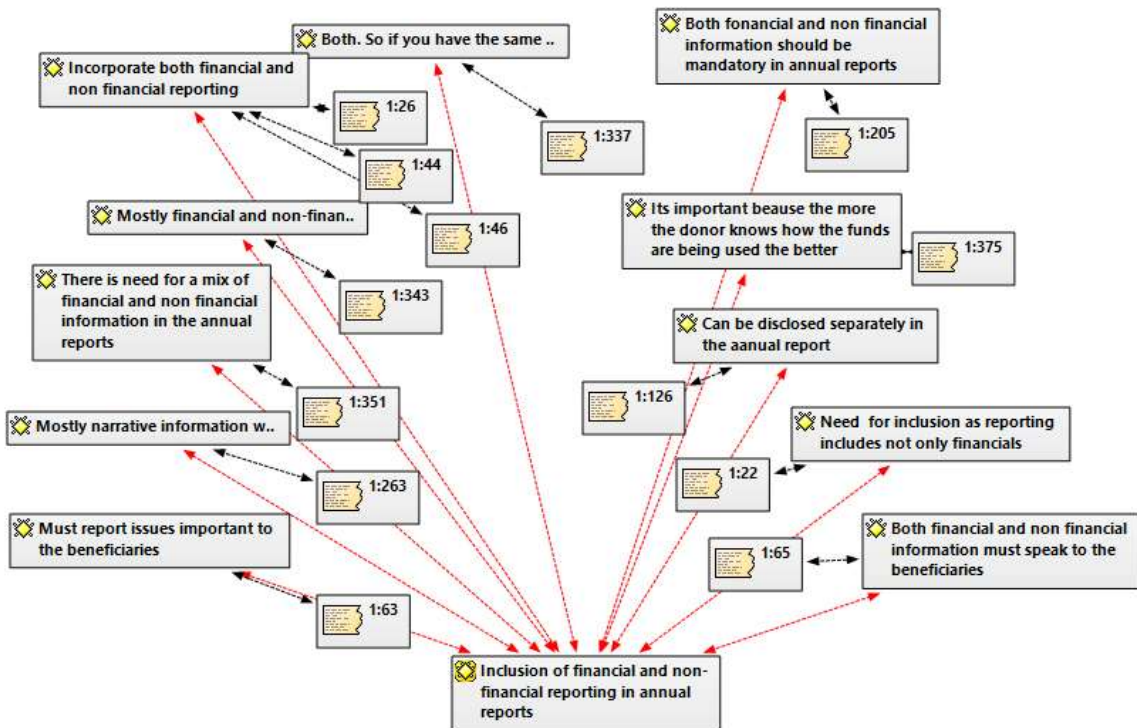 Both. So if you have the same ..
Incorporate both financial and
non financial reporting
1:26
1:44
1:46
1:337
Mostly financial and non-finan..
1:343
There is need for a mix of
financial and non financial
information in the annual
reports
1:351
Mostly narrative information w..
1:263
Must report issues important to
the beneficiaries
1:63
Both fonancial and non financial
information should be
mandatory in annual reports
1:205
Its important beause the more
the donor knows how the funds
are being used the better
1:375
Can be disclosed separately in
the aanual report
1:126
Need for inclusion as reporting
includes not only financials
1:22
Both financial and non financial
information must speak to the
beneficiaries
1:65
Inclusion of financial and non-
financial reporting in annual
reports